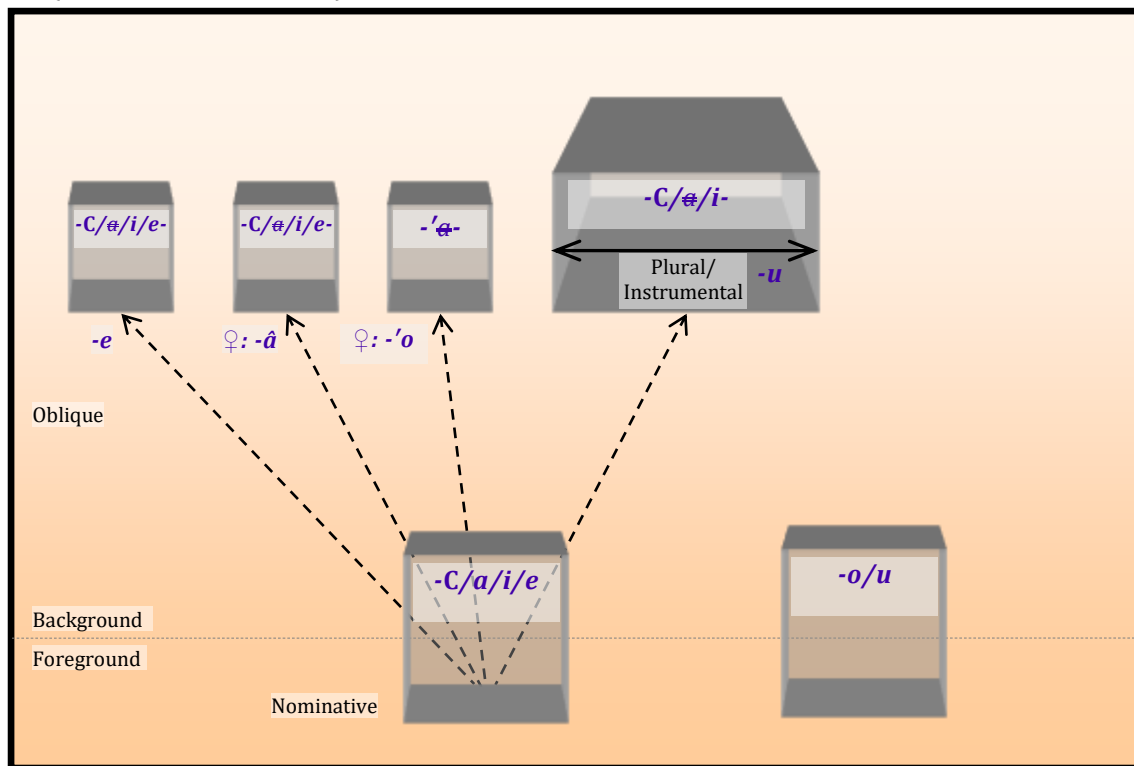 -C/a̶/i/e-
-C/a̶/i/e-
-'a̶-
-C/a̶/i-
Plural/
Instrumental
-u
-e
♀: -â
♀: -'o
Oblique
-C/a/i/e
-o/u
Background
Foreground
Nominative